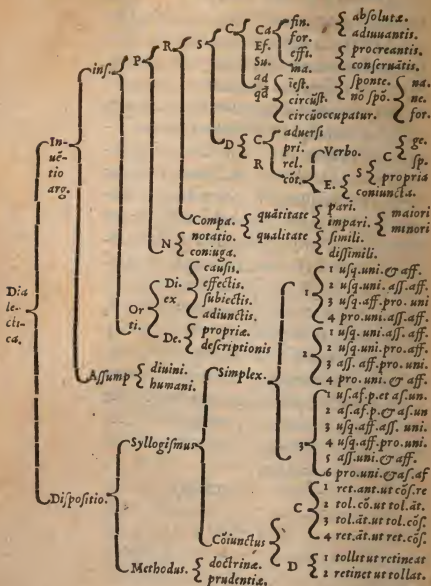 Dia
le-
cti-
ca.
In-
uē-
tio
arg.
inſ.
P
R
S
C
Ca
fin.
for.
effi.
ma.
abſolutæ.
adiuuantis.
procreantis.
conſeruātis.
Ef.
Su.
ad
qd
ieſt.
circūſt.
circūoccupatur.
ſponte.
nō ſpō.
na.
ne.
for.
D
C
aduerſi
pri.
R
rel.
cōt.
Verbo.
E.
S
C
ge.
ſp.
propria
coniuncta.
Compa.
quātitate
pari.
impari.
maiori
minori
qualitate
ſimili.
diſſimili.
N
notatio.
coniuga.
Or
ti.
Di.
ex
cauſis.
effectis.
ſubiectis.
adiunctis.
De.
propriæ.
deſcriptionis
Aſſump
diuini.
humani.
Diſpoſitio.
Syllogiſmus
Simplex.
1
1 uſq.uni.& aff.
2 uſq.uni.aſſ.aff.
3 uſq.aff.pro.uni
4 pro.uni.aſſ.aff.
2
1 uſq.uni.aſſ.aff.
2 uſq.uni.pro.aff.
3 aſſ. aff.pro.uni.
4 pro.uni.& aff.
3
1 uſ.af.p.et aſ.un.
2 aſ.af.p.& aſ.un
3 uſq.aff.aſſ. uni.
4 uſq.aff.pro.uni.
5 aſſ.uni.& aff.
6 pro.uni.& aſ.af
Cōiunctus
C
1 ret.ant.ut cōſ.re
2 tol.cō.ut tol.āt.
3 tol.āt.ut tol.cōſ.
4 ret.āt.ut ret.cōſ.
D
1 tollit ut retineat
2 retinet ut tollat.
Methodus.
doctrinæ.
prudentiæ.